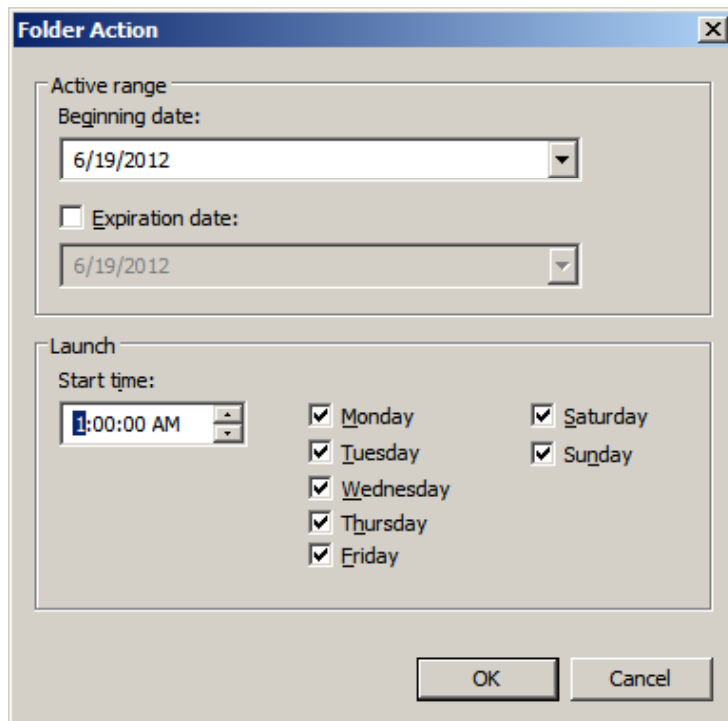 Folder Action
Active range
Beginning date:
6/19/2012
Expiration date:
6/19/2012
Launch
Start time:
1:00:00 AM
Monday
Saturday
Tuesday
Sunday
Wednesday
Thursday
Friday
OK
Cancel